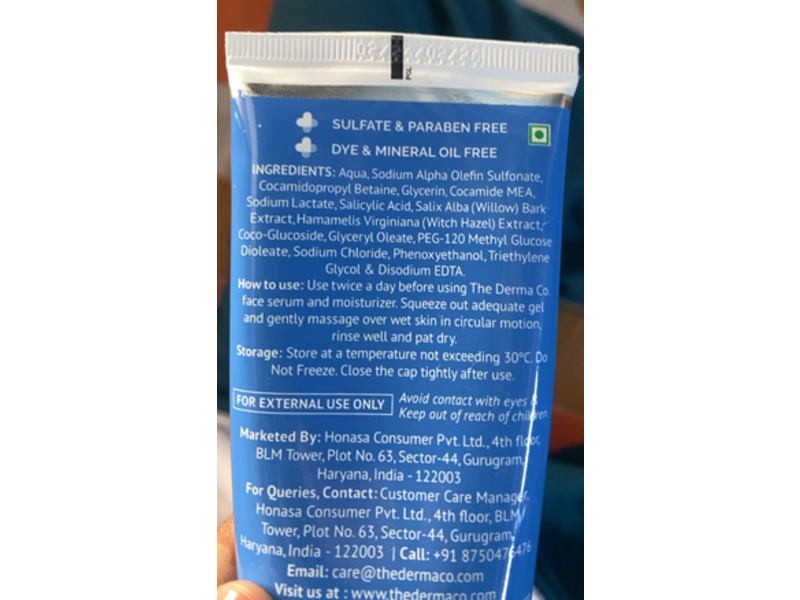 PGL
SULFATE & PARABEN FREE
DYE & MINERAL OIL FREE
INGREDIENTS: Aqua, Sodium Alpha Olefin Sulfonate,
Cocamidopropyl Betaine, Glycerin, Cocamide MEA,
Sodium Lactate, Salicylic Acid, Salix Alba (Willow) Bark
Extract, Hamamelis Virginiana (Witch Hazel) Extract,
Coco-Glucoside, Glyceryl Oleate, PEG-120 Methyl Glucose
Dioleate, Sodium Chloride, Phenoxyethanol, Triethylene
Glycol & Disodium EDTA.
How to use: Use twice a day before using The Derma Co.
face serum and moisturizer. Squeeze out adequate gel
and gently massage over wet skin in circular motion,
rinse well and pat dry.
Storage: Store at a temperature not exceeding 30°C. Do
Not Freeze. Close the cap tightly after use.
FOR EXTERNAL USE ONLY
Avoid contact with eyes &
Keep out of reach of children.
Marketed By: Honasa Consumer Pvt. Ltd., 4th floor,
BLM Tower, Plot No. 63, Sector-44, Gurugram,
Haryana, India - 122003
For Queries, Contact: Customer Care Manager,
Honasa Consumer Pvt. Ltd., 4th floor, BLM
Tower, Plot No. 63, Sector-44, Gurugram,
Haryana, India - 122003 | Call: +91 8750476476
Email: care@thedermaco.com
Visit us at : www.thedermaco.com